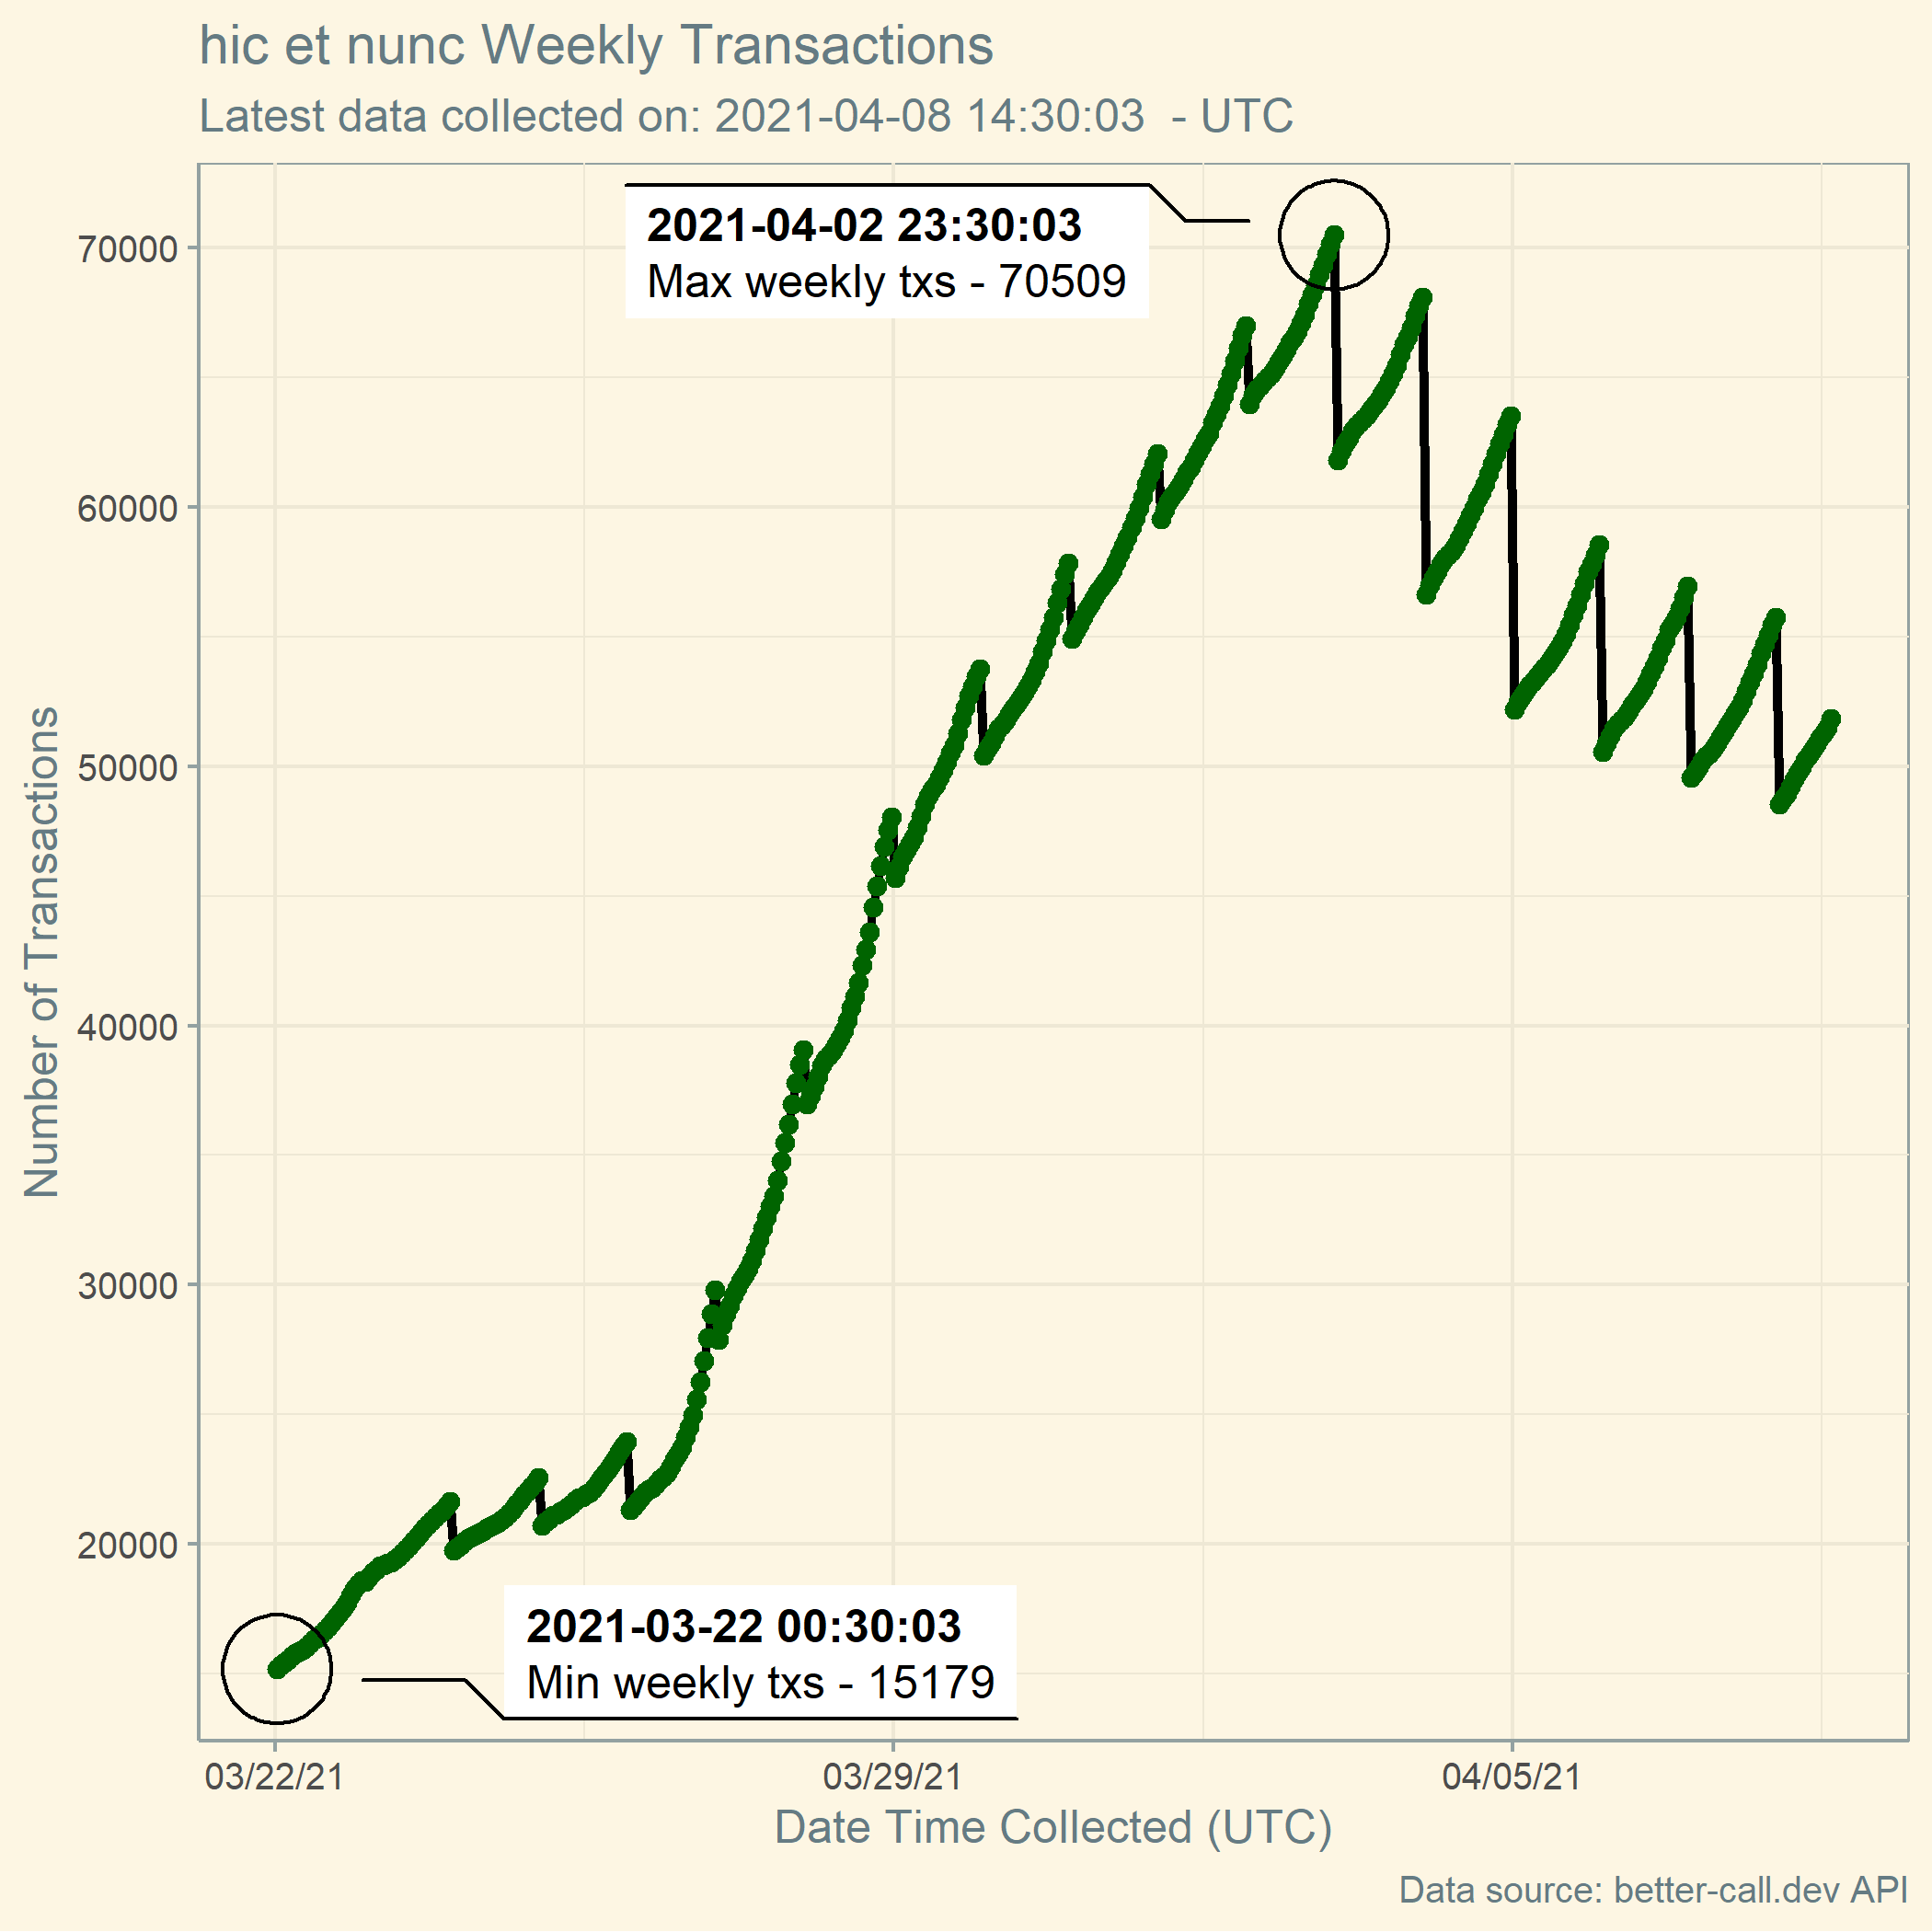 hic et nunc Weekly Transactions
Latest data collected on: 2021-04-08 14:30:03  - UTC
2021-04-02 23:30:03
Max weekly txs - 70509
70000
60000
50000
40000
30000
20000
Number of Transactions
2021-03-22 00:30:03
Min weekly txs - 15179
03/22/21
03/29/21
04/05/21
Date Time Collected (UTC)
Data source: better-call.dev API